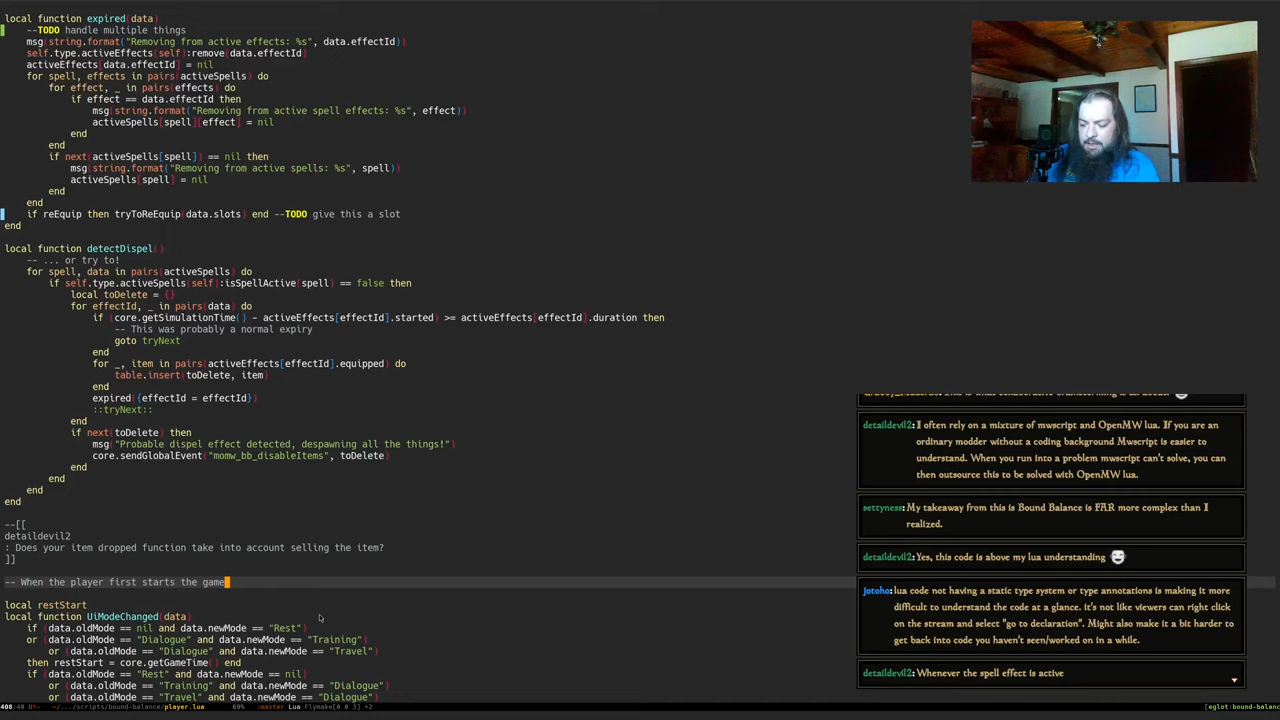 local function expired(data)
--TODO handle multiple things
msg(string.format("Removing from active effects: %s", data.effectId))
self.type.activeEffects(self):remove(data.effectId)
activeEffects[data.effectId] = nil
for spell, effects in pairs(activeSpells) do
for effect, _ in pairs(effects) do
if effect == data.effectId then
msg(string.format("Removing from active spell effects: %s", effect))
activeSpells[spell][effect] = nil
end
end
if next(activeSpells[spell]) == nil then
msg(string.format("Removing from active spells: %s", spell))
activeSpells[spell] = nil
end
end
if reEquip then tryToReEquip(data.slots) end --TODO give this a slot
end
local function detectDispel()
-- ... or try to!
for spell, data in pairs(activeSpells) do
if self.type.activeSpells(self):isSpellActive(spell) == false then
local toDelete = {}
for effectId, _ in pairs(data) do
if (core.getSimulationTime() - activeEffects[effectId].started) >= activeEffects[effectId].duration then
-- This was probably a normal expiry
goto tryNext
end
for _, item in pairs(activeEffects[effectId].equipped) do
table.insert(toDelete, item)
end
expired({effectId = effectId})
::tryNext::
end
if next(toDelete) then
msg("Probable dispel effect detected, despawning all the things!")
core.sendGlobalEvent("momw_bb_disableItems", toDelete)
end
end
end
end
--[[
detaildevil2
: Does your item dropped function take into account selling the item?
]]
-- When the player first starts the game
local restStart
local function UiModeChanged(data)
if (data.oldMode == nil and data.newMode == "Rest")
or (data.oldMode == "Dialogue" and data.newMode == "Training")
or (data.oldMode == "Dialogue" and data.newMode == "Travel")
then restStart = core.getGameTime() end
if (data.oldMode == "Rest" and data.newMode == nil)
or (data.oldMode == "Training" and data.newMode == "Dialogue")
or (data.oldMode == "Travel" and data.newMode == "Dialogue")
408:40 U*- ~/.../scripts/bound-balance/player.lua 69% :master Lua Flymake[0 0 3] +2 [eglot:bound-balanc
detaildevil2: I often rely on a mixture of mwscript and OpenMW lua. If you are an
ordinary modder without a coding background Mwscript is easier to
understand. When you run into a problem mwscript can't solve, you can
then outsource this to be solved with OpenMW lua.
settyness: My takeaway from this is Bound Balance is FAR more complex than I
realized.
detaildevil2: Yes, this code is above my lua understanding
Jotoho: lua code not having a static type system or type annotations is making it more
difficult to understand the code at a glance. it's not like viewers can right click
on the stream and select "go to declaration". Might also make it a bit harder to
get back into code you haven't seen/worked on in a while.
detaildevil2: Whenever the spell effect is active